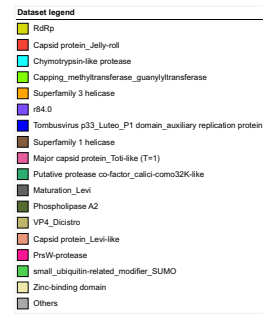 Dataset legend
RdRp
Capsid protein_Jelly-roll
Chymotrypsin-like protease
Capping_methyltransferase_guanylyltransferase
Superfamily 3 helicase
r84.0
Tombusvirus p33_Luteo_P1 domain_auxiliary replication protein
Superfamily 1 helicase
Major capsid protein_Toti-like (T=1)
Putative protease co-factor_calici-como32K-like
Maturation_Levi
Phospholipase A2
VP4_Dicistro
Capsid protein_Levi-like
PrsW-protease
small_ubiquitin-related_modifier_SUMO
Zinc-binding domain
Others